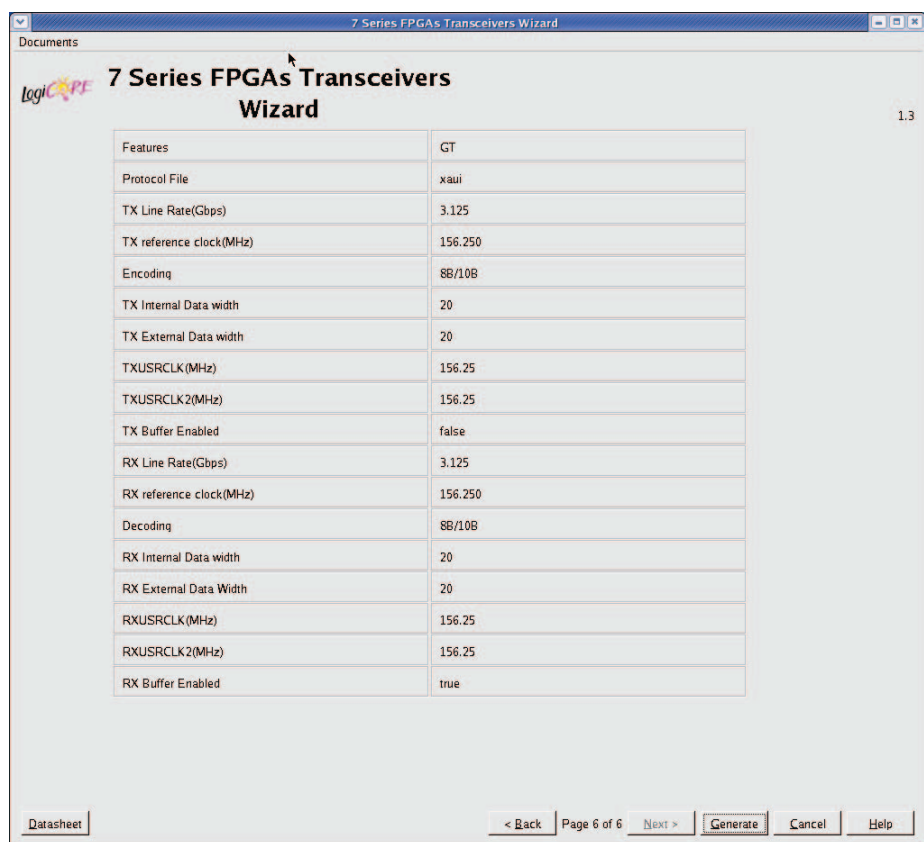 7 Series FPGAs Transceivers Wizard
Documents
LogiCORE
7 Series FPGAs Transceivers
Wizard
1.3
Features GT
Protocol File xaui
TX Line Rate(Gbps) 3.125
TX reference clock(MHz) 156.250
Encoding 8B/10B
TX Internal Data width 20
TX External Data width 20
TXUSRCLK(MHz) 156.25
TXUSRCLK2(MHz) 156.25
TX Buffer Enabled false
RX Line Rate(Gbps) 3.125
RX reference clock(MHz) 156.250
Decoding 8B/10B
RX Internal Data width 20
RX External Data Width 20
RXUSRCLK(MHz) 156.25
RXUSRCLK2(MHz) 156.25
RX Buffer Enabled true
Datasheet < Back Page 6 of 6 Next > Generate Cancel Help